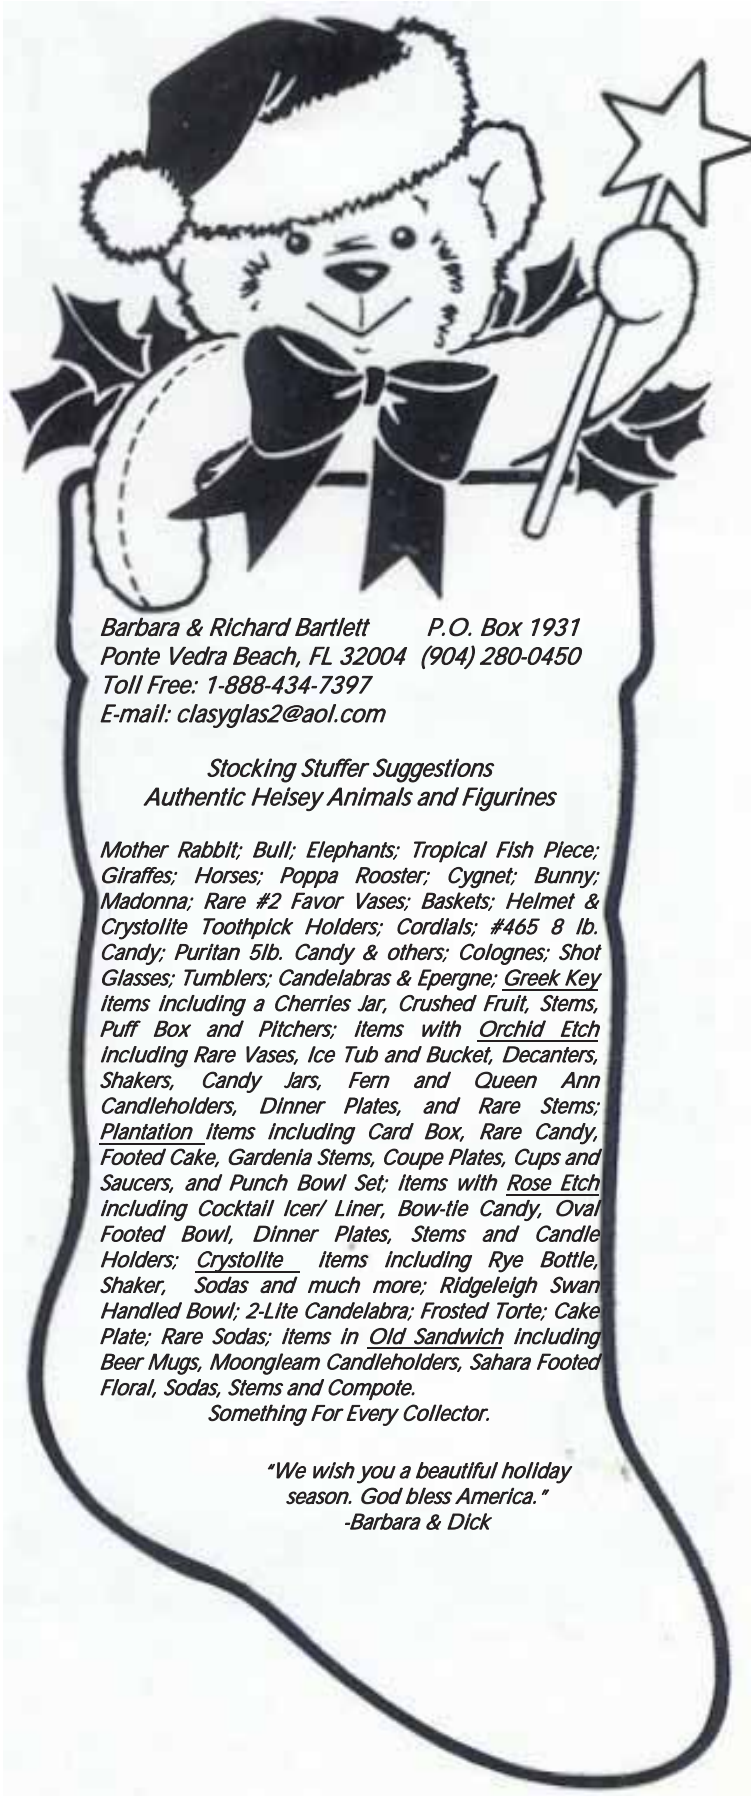 Barbara & Richard Bartlett P.O. Box 1931
Ponte Vedra Beach, FL 32004 (904) 280-0450
Toll Free: 1-888-434-7397
E-mail: clasyglas2@aol.com
Stocking Stuffer Suggestions
Authentic Heisey Animals and Figurines
Mother Rabbit; Bull; Elephants; Tropical Fish Piece;
Giraffes; Horses; Poppa Rooster; Cygnet; Bunny;
Madonna; Rare #2 Favor Vases; Baskets; Helmet &
Crystolite Toothpick Holders; Cordials; #465 8 lb.
Candy; Puritan 5lb. Candy & others; Colognes; Shot
Glasses; Tumblers; Candelabras & Epergne; Greek Key
items including a Cherries Jar, Crushed Fruit, Stems,
Puff Box and Pitchers; items with Orchid Etch
including Rare Vases, Ice Tub and Bucket, Decanters,
Shakers, Candy Jars, Fern and Queen Ann
Candleholders, Dinner Plates, and Rare Stems;
Plantation items including Card Box, Rare Candy,
Footed Cake, Gardenia Stems, Coupe Plates, Cups and
Saucers, and Punch Bowl Set; items with Rose Etch
including Cocktail Icer/ Liner, Bow-tie Candy, Oval
Footed Bowl, Dinner Plates, Stems and Candle
Holders; Crystolite items including Rye Bottle,
Shaker, Sodas and much more; Ridgeleigh Swan
Handled Bowl; 2-Lite Candelabra; Frosted Torte; Cake
Plate; Rare Sodas; items in Old Sandwich including
Beer Mugs, Moongleam Candleholders, Sahara Footed
Floral, Sodas, Stems and Compote.
Something For Every Collector.
"We wish you a beautiful holiday
season. God bless America."
-Barbara & Dick